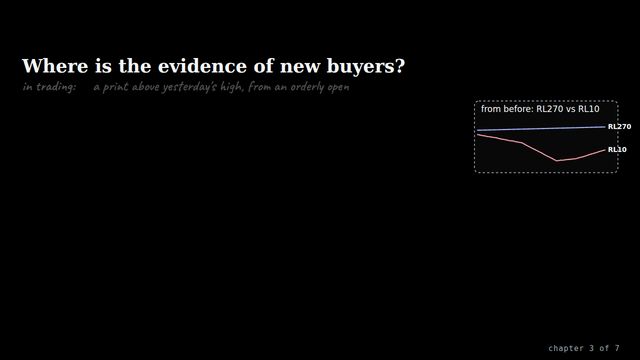 Where is the evidence of new buyers?
in trading: a print above yesterday's high, from an orderly open
from before: RL270 vs RL10
RL270
RL10
chapter 3 of 7